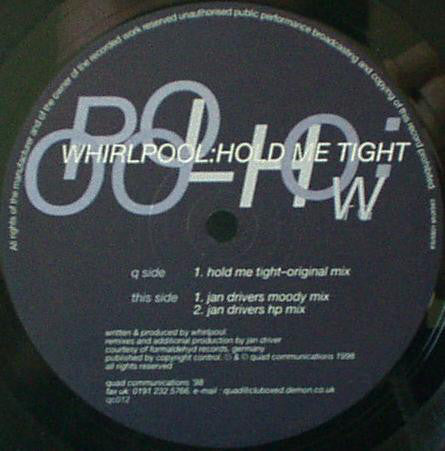 All rights of the manufacturer and of the owner of the recorded work reserved unauthorised public performance broadcasting and copying of this record prohibited
WHIRLPOOL:HOLD ME TIGHT
q side 1. hold me tight-original mix
this side 1. jan drivers moody mix
2. jan drivers hp mix
written & produced by whirlpool
remixes and additional production by jan driver
courtesy of formaldehyd records, germany
published by copyright control. ℗ & © quad communications 1998
all rights reserved
quad communications '98
fax uk: 0191 232 5766. e-mail : quad@clubxed.demon.co.uk
qc012